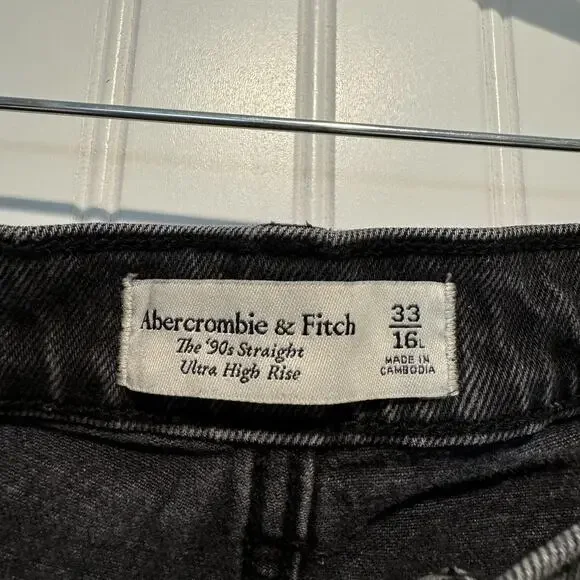 Abercrombie & Fitch
The '90s Straight
Ultra High Rise
33
16L
MADE IN
CAMBODIA